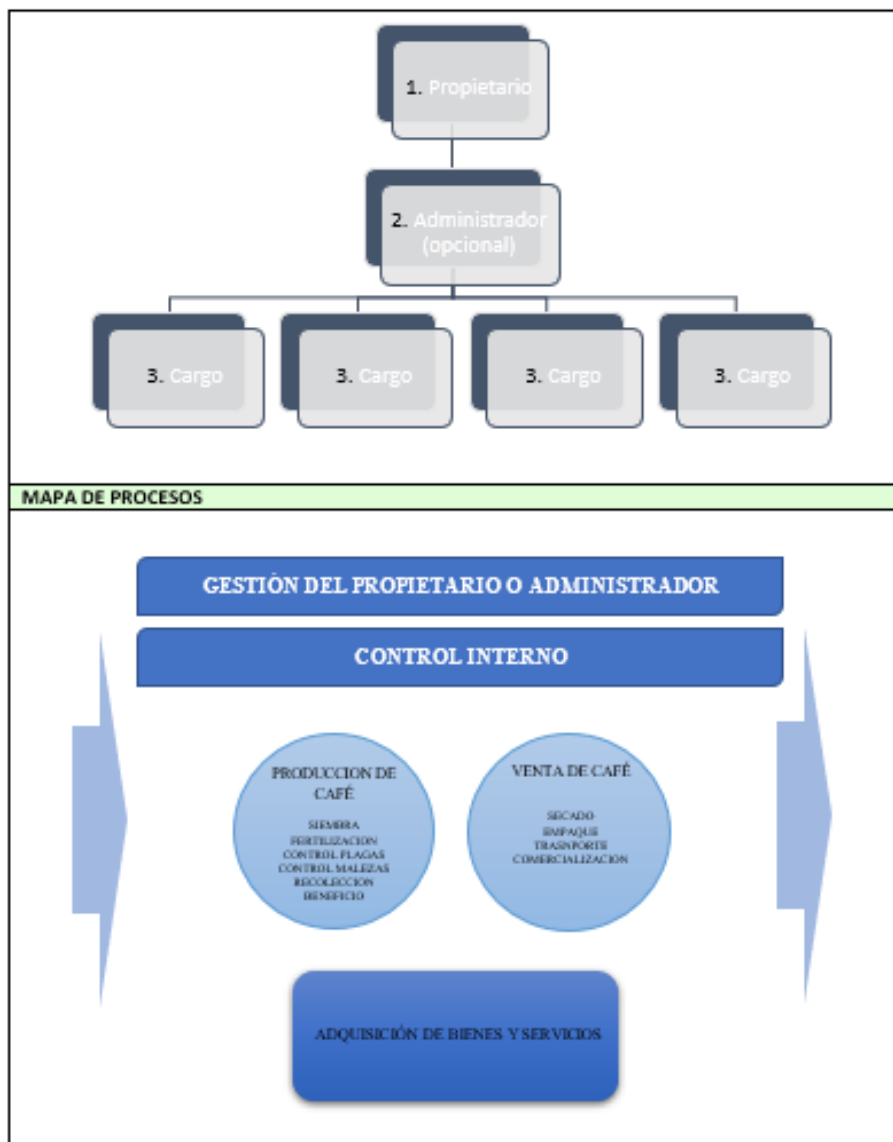 1. Propietario
2. Administrador
(opcional)
3. Cargo
3. Cargo
3. Cargo
3. Cargo
MAPA DE PROCESOS
GESTIÒN DEL PROPIETARIO O ADMINISTRADOR
CONTROL INTERNO
PRODUCCION DE
CAFÉ
SIEMBRA
FERTILIZACION
CONTROL PLAGAS
CONTROL MALEZAS
RECOLECCION
BENEFICIO
VENTA DE CAFÉ
SECADO
EMPAQUE
TRASNPORTE
COMERCIALIZACION
ADQUISICIÓN DE BIENES Y SERVICIOS